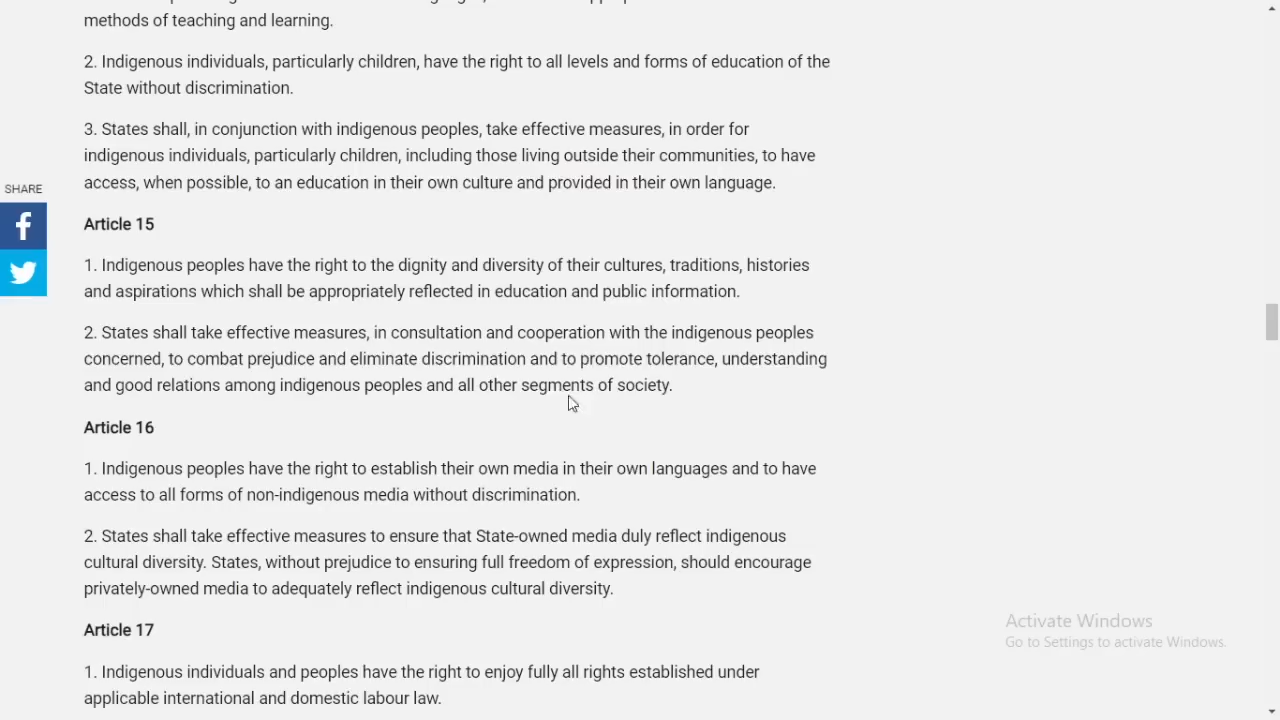 methods of teaching and learning.
2. Indigenous individuals, particularly children, have the right to all levels and forms of education of the
State without discrimination.
3. States shall, in conjunction with indigenous peoples, take effective measures, in order for
indigenous individuals, particularly children, including those living outside their communities, to have
access, when possible, to an education in their own culture and provided in their own language.
SHARE
Article 15
1. Indigenous peoples have the right to the dignity and diversity of their cultures, traditions, histories
and aspirations which shall be appropriately reflected in education and public information.
2. States shall take effective measures, in consultation and cooperation with the indigenous peoples
concerned, to combat prejudice and eliminate discrimination and to promote tolerance, understanding
and good relations among indigenous peoples and all other segments of society.
Article 16
1. Indigenous peoples have the right to establish their own media in their own languages and to have
access to all forms of non-indigenous media without discrimination.
2. States shall take effective measures to ensure that State-owned media duly reflect indigenous
cultural diversity. States, without prejudice to ensuring full freedom of expression, should encourage
privately-owned media to adequately reflect indigenous cultural diversity.
Article 17
1. Indigenous individuals and peoples have the right to enjoy fully all rights established under
applicable international and domestic labour law.
Activate Windows
Go to Settings to activate Windows.